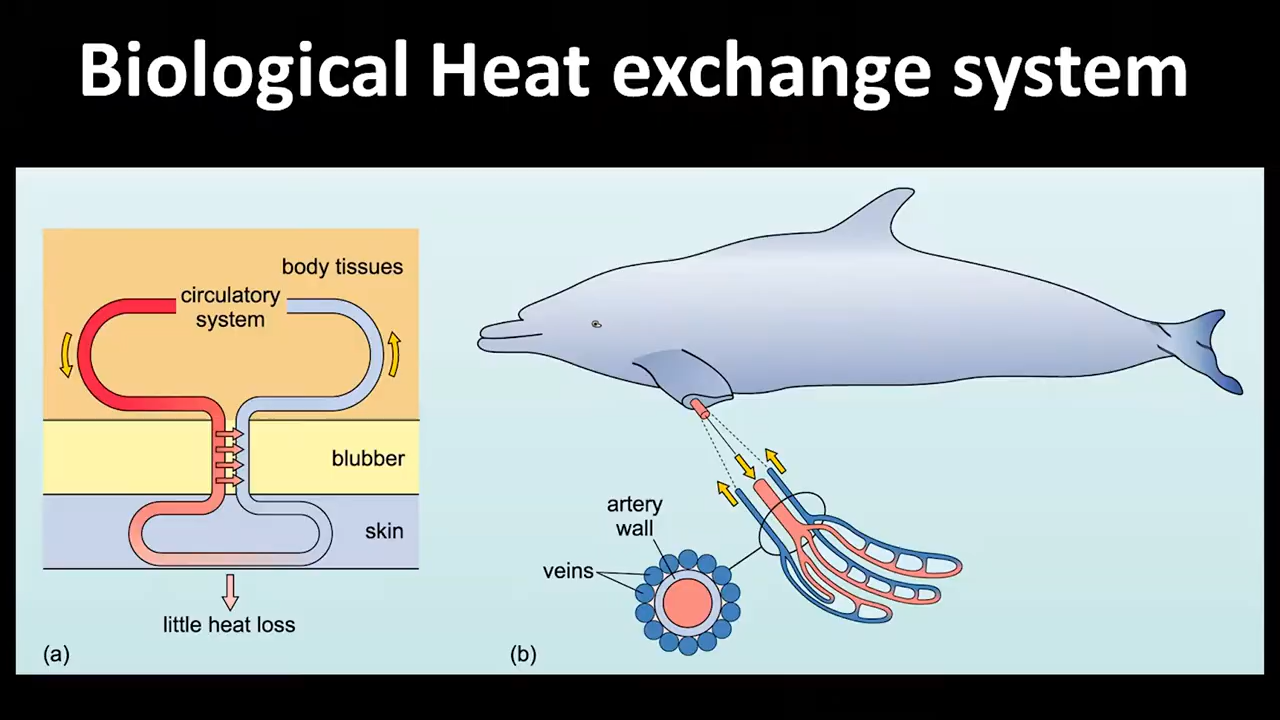 Biological Heat exchange system
body tissues
circulatory
system
blubber
skin
little heat loss
(a)
artery
wall
veins
(b)